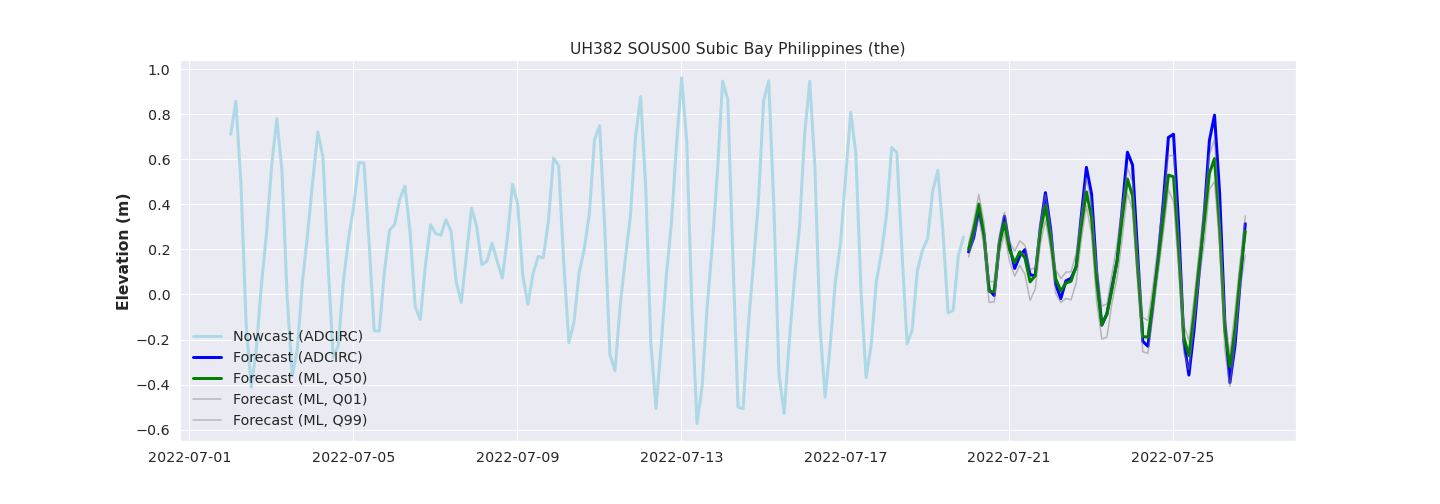 UH382 SOUS00 Subic Bay Philippines (the)
Elevation (m)
1.0
0.8
0.6
0.4
0.2
0.0
−0.2
−0.4
−0.6
Nowcast (ADCIRC)
Forecast (ADCIRC)
Forecast (ML, Q50)
Forecast (ML, Q01)
Forecast (ML, Q99)
2022-07-01 2022-07-05 2022-07-09 2022-07-13 2022-07-17 2022-07-21 2022-07-25